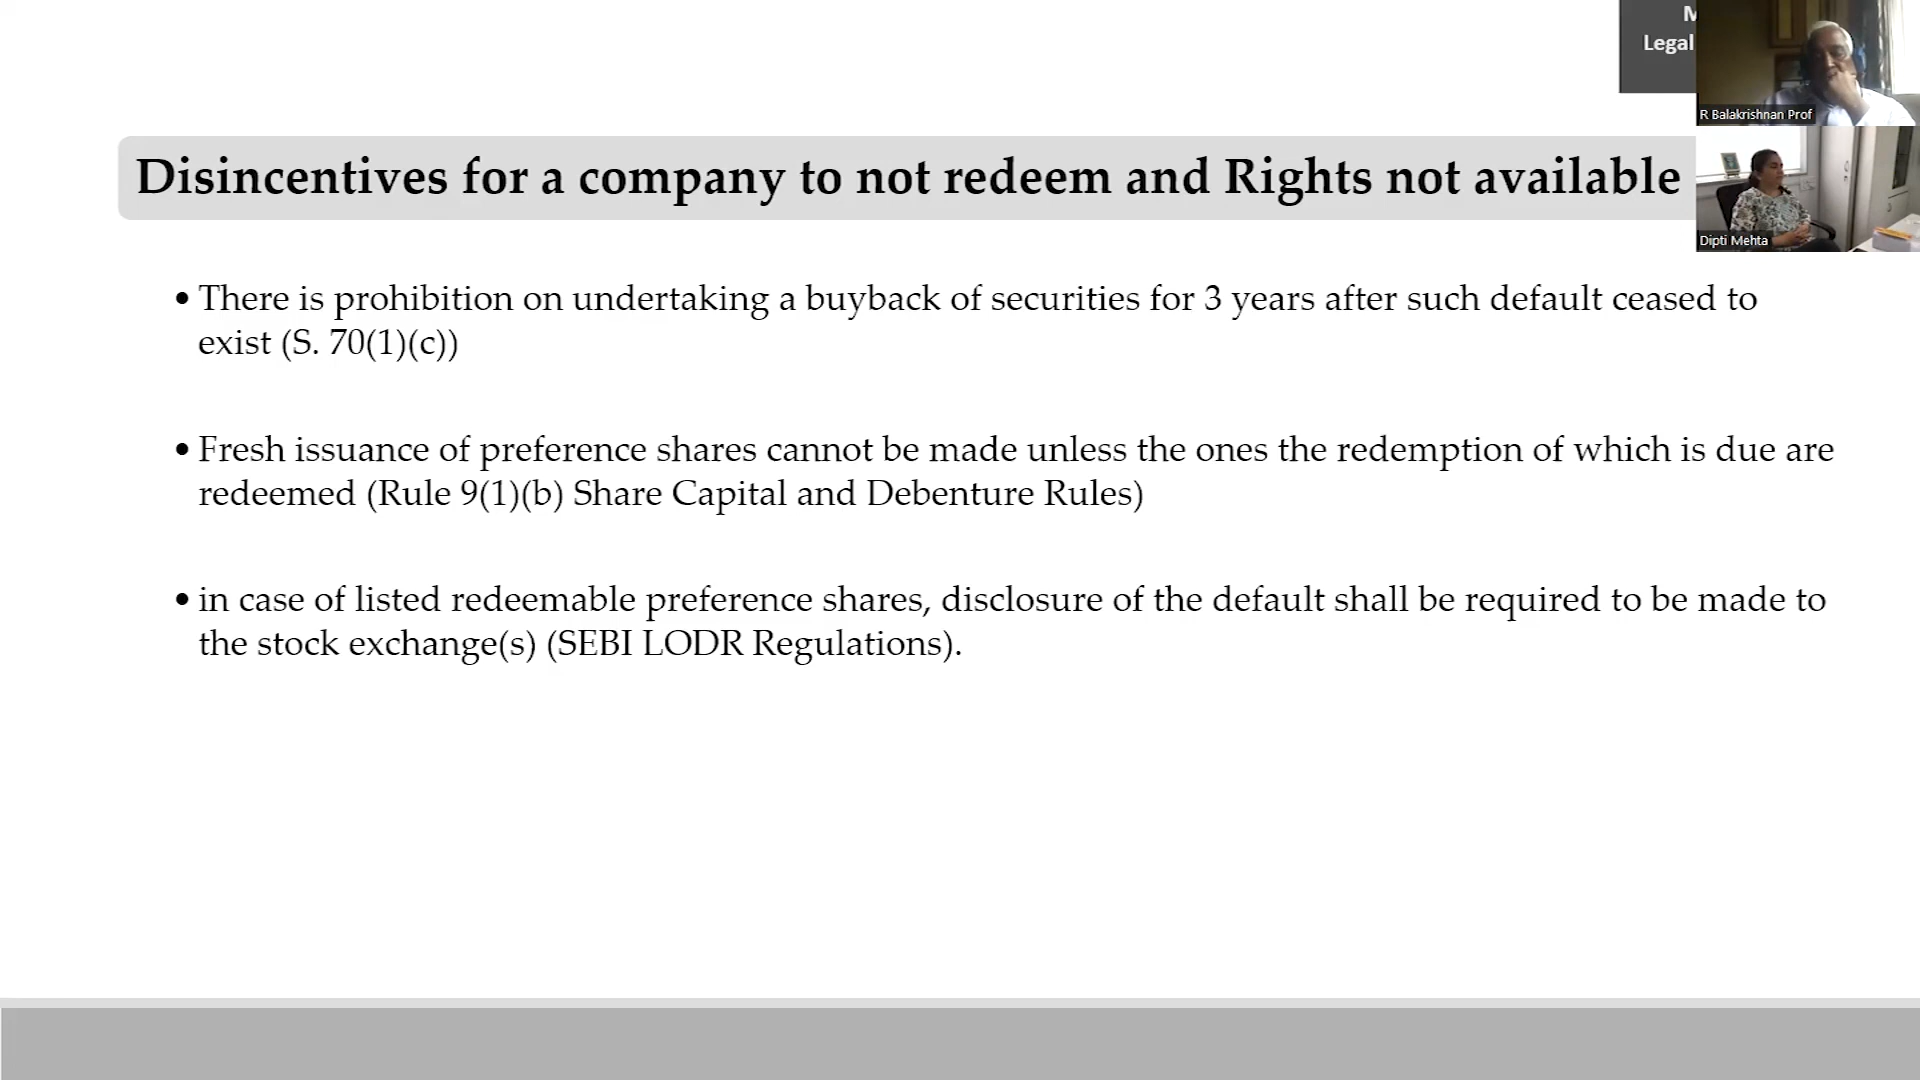 Legal
R Balakrishnan Prof
Disincentives for a company to not redeem and Rights not available
Dipti Mehta
• There is prohibition on undertaking a buyback of securities for 3 years after such default ceased to
exist (S. 70(1)(c))
• Fresh issuance of preference shares cannot be made unless the ones the redemption of which is due are
redeemed (Rule 9(1)(b) Share Capital and Debenture Rules)
• in case of listed redeemable preference shares, disclosure of the default shall be required to be made to
the stock exchange(s) (SEBI LODR Regulations).